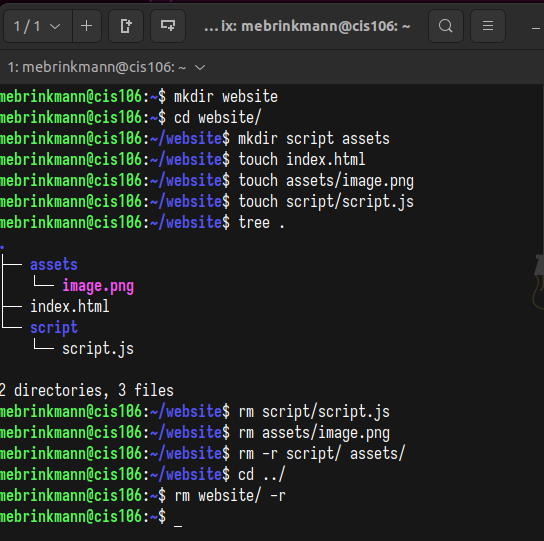 1 / 1 … ix: mebrinkmann@cis106: ~
1: mebrinkmann@cis106: ~
mebrinkmann@cis106:~$ mkdir website
mebrinkmann@cis106:~$ cd website/
mebrinkmann@cis106:~/website$ mkdir script assets
mebrinkmann@cis106:~/website$ touch index.html
mebrinkmann@cis106:~/website$ touch assets/image.png
mebrinkmann@cis106:~/website$ touch script/script.js
mebrinkmann@cis106:~/website$ tree .
.
├── assets
│   └── image.png
├── index.html
└── script
    └── script.js
2 directories, 3 files
mebrinkmann@cis106:~/website$ rm script/script.js
mebrinkmann@cis106:~/website$ rm assets/image.png
mebrinkmann@cis106:~/website$ rm -r script/ assets/
mebrinkmann@cis106:~/website$ cd ../
mebrinkmann@cis106:~$ rm website/ -r
mebrinkmann@cis106:~$ _